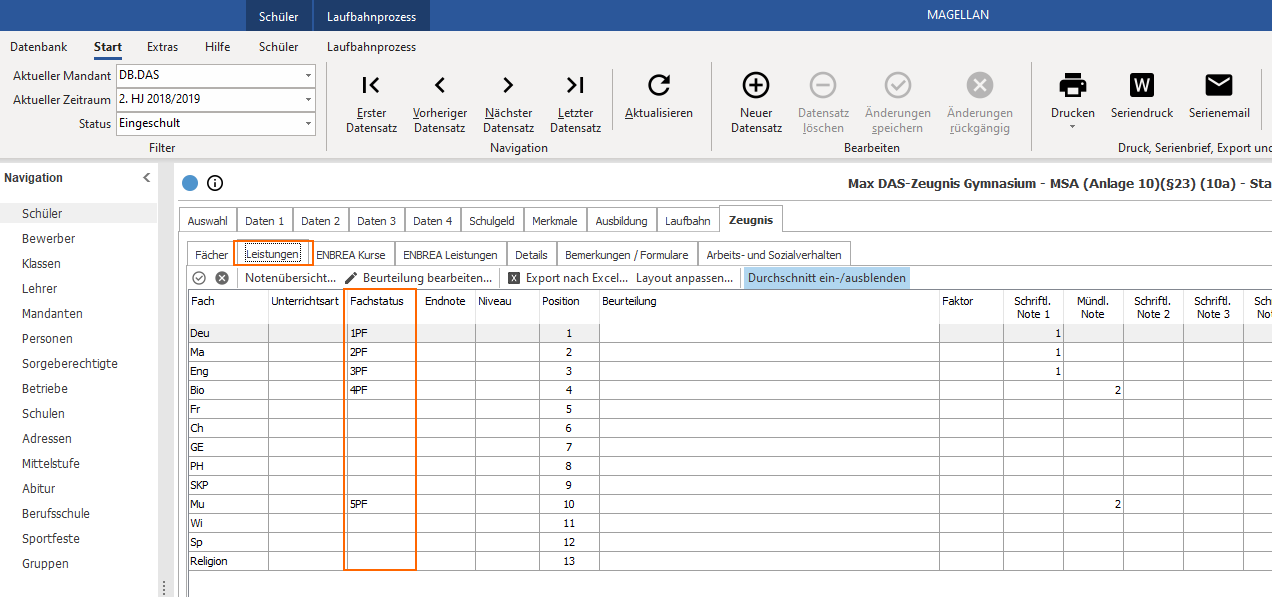 Schüler Laufbahnprozess MAGELLAN
Datenbank Start Extras Hilfe Schüler Laufbahnprozess
Aktueller Mandant DB.DAS
Aktueller Zeitraum 2. HJ 2018/2019
Status Eingeschult
Filter
Erster Datensatz
Vorheriger Datensatz
Nächster Datensatz
Letzter Datensatz
Aktualisieren
Navigation
Neuer Datensatz
Datensatz löschen
Änderungen speichern
Änderungen rückgängig
Bearbeiten
Drucken
W
Seriendruck
Serienemail
Druck, Serienbrief, Export und
Navigation
Schüler
Bewerber
Klassen
Lehrer
Mandanten
Personen
Sorgeberechtigte
Betriebe
Schulen
Adressen
Mittelstufe
Abitur
Berufsschule
Sportfeste
Gruppen
Max DAS-Zeugnis Gymnasium - MSA (Anlage 10)(§23) (10a) - Sta
Auswahl Daten 1 Daten 2 Daten 3 Daten 4 Schulgeld Merkmale Ausbildung Laufbahn Zeugnis
Fächer Leistungen ENBREA Kurse ENBREA Leistungen Details Bemerkungen / Formulare Arbeits- und Sozialverhalten
Notenübersicht... Beurteilung bearbeiten... X Export nach Excel... Layout anpassen... Durchschnitt ein-/ausblenden
Fach Unterrichtsart Fachstatus Endnote Niveau Position Beurteilung Faktor Schriftl. Note 1 Mündl. Note Schriftl. Note 2 Schriftl. Note 3
Deu 1PF 1 1
Ma 2PF 2 1
Eng 3PF 3 1
Bio 4PF 4 2
Fr 5
Ch 6
GE 7
PH 8
SKP 9
Mu 5PF 10 2
Wi 11
Sp 12
Religion 13